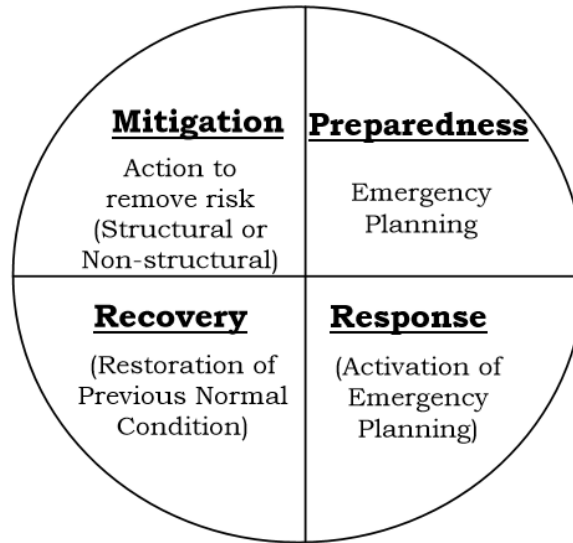 Mitigation
Action to
remove risk
(Structural or
Non-structural)
Preparedness
Emergency
Planning
Recovery
(Restoration of
Previous Normal
Condition)
Response
(Activation of
Emergency
Planning)